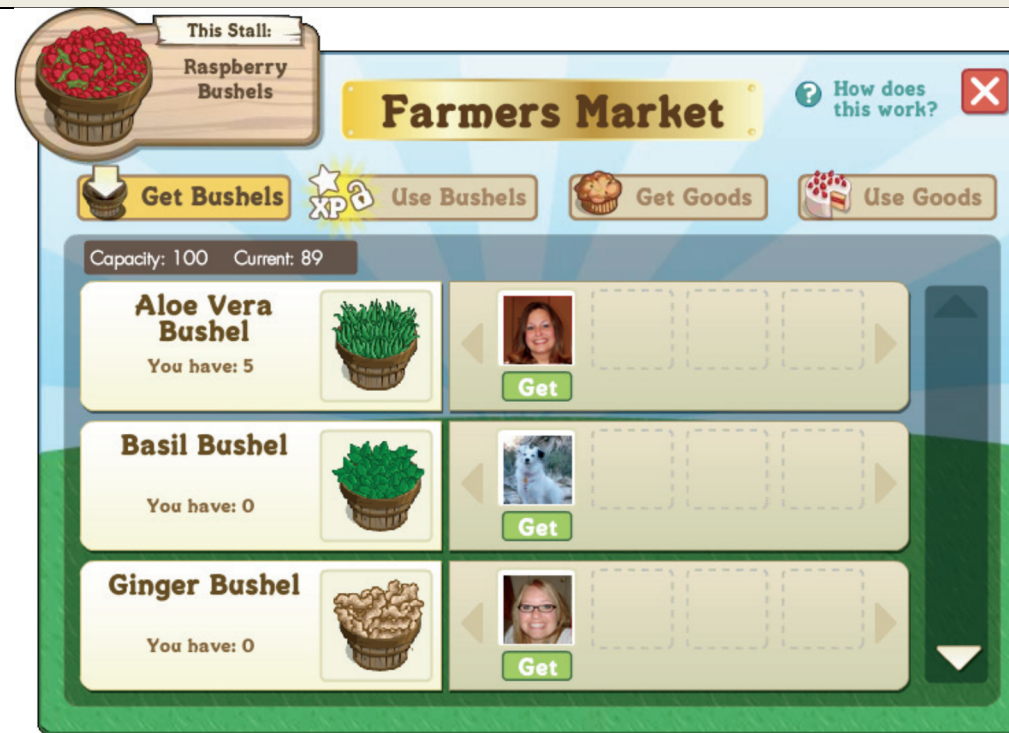 This Stall:
Raspberry
Bushels
Farmers Market
? How does
this work?
Get Bushels
XP Use Bushels
Get Goods
Use Goods
Capacity: 100 Current: 89
Aloe Vera
Bushel
You have: 5
Get
Basil Bushel
You have: 0
Get
Ginger Bushel
You have: 0
Get